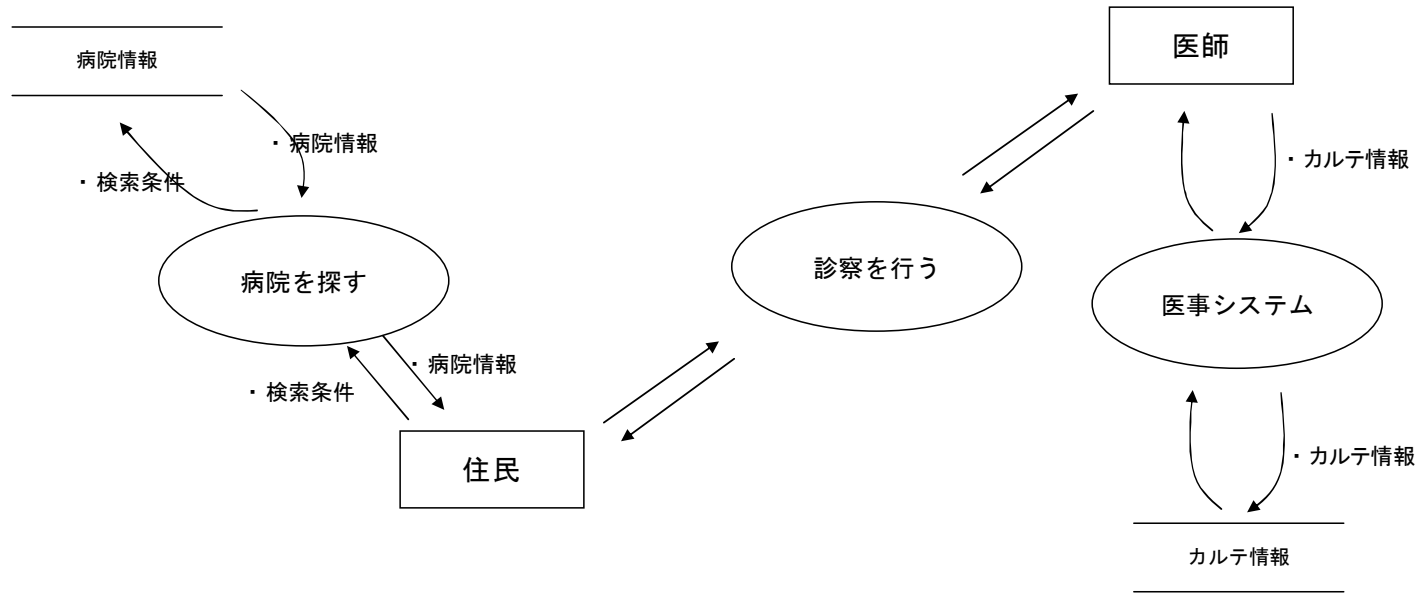 病院情報
医師
・ 病院情報
・ 検索条件
・ カルテ情報
病院を探す
診察を行う
医事システム
・ 病院情報
・ 検索条件
住民
・ カルテ情報
カルテ情報